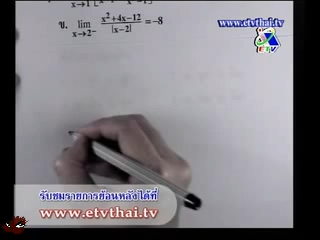 x→1
www.etvthai.tv
ข. lim x→2⁻ x²+4x-12 / |x-2| = -8
ETV
รับชมรายการย้อนหลังได้ที่
www.etvthai.tv